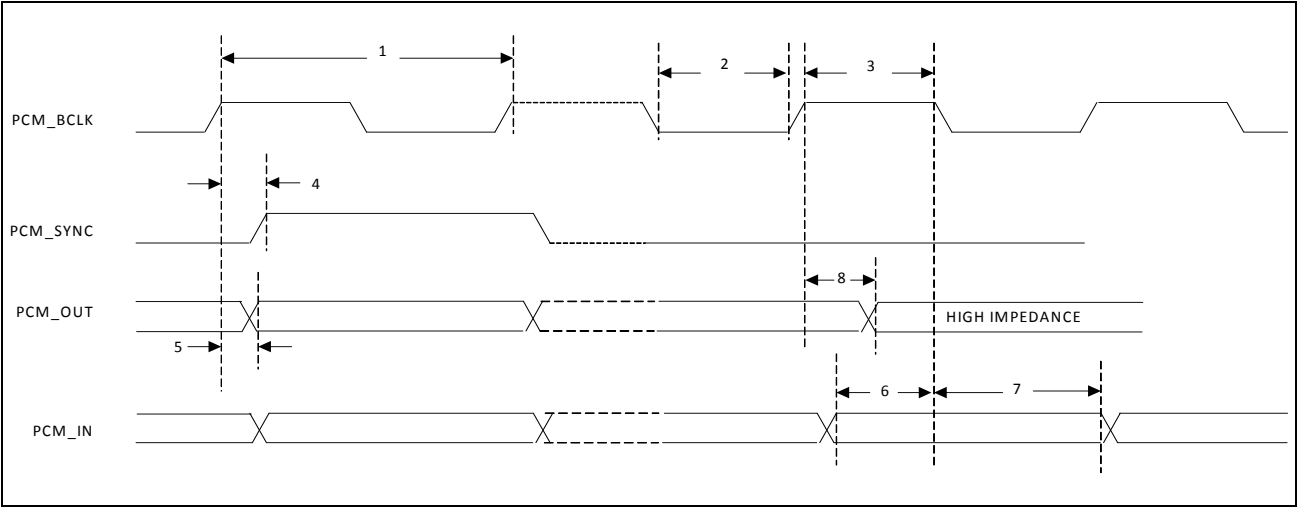 1
2
3
PCM_BCLK
4
PCM_SYNC
8
PCM_OUT
HIGH IMPEDANCE
5
6
7
PCM_IN